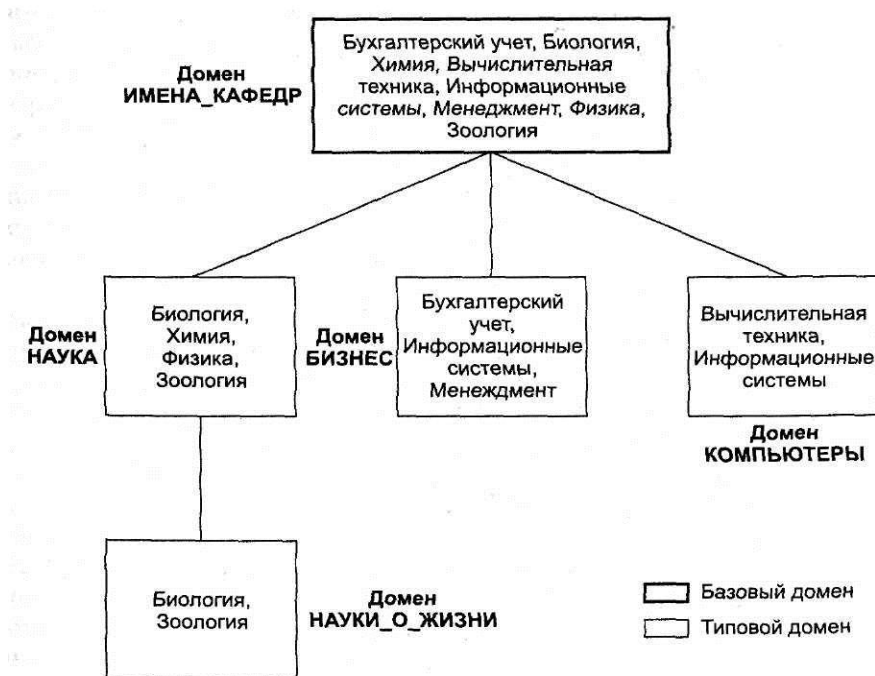 Бухгалтерский учет, Биология,
Химия, Вычислительная
техника, Информационные
системы, Менеджмент, Физика,
Зоология
Домен
ИМЕНА_КАФЕДР
Домен
НАУКА
Биология,
Химия,
Физика,
Зоология
Домен
БИЗНЕС
Бухгалтерский
учет,
Информационные
системы,
Менеждмент
Вычислительная
техника,
Информационные
системы
Домен
КОМПЬЮТЕРЫ
Биология,
Зоология
Домен
НАУКИ_О_ЖИЗНИ
Базовый домен
Типовой домен